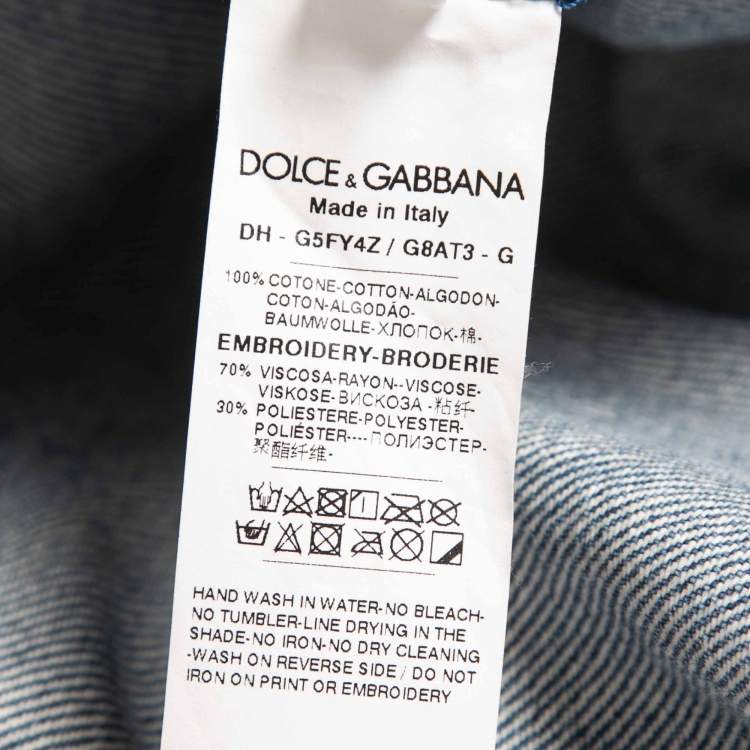 DOLCE & GABBANA
Made in Italy
DH - G5FY4Z / G8AT3 - G
100% COTONE-COTTON-ALGODON-
COTON-ALGODÃO-
BAUMWOLLE-ХЛОПОК-棉-
EMBROIDERY-BRODERIE
70% VISCOSA-RAYON--VISCOSE-
VISKOSE-ВИСКОЗА -粘纤-
30% POLIESTERE-POLYESTER-
POLIÉSTER----ПОЛИЭСТЕР-
聚酯纤维-
HAND WASH IN WATER-NO BLEACH-
NO TUMBLER-LINE DRYING IN THE
SHADE-NO IRON-NO DRY CLEANING
-WASH ON REVERSE SIDE / DO NOT
IRON ON PRINT OR EMBROIDERY